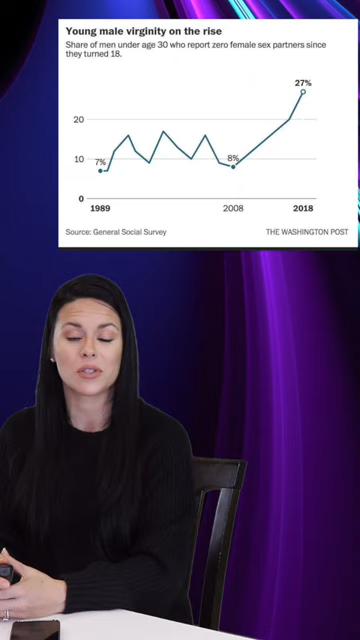 Young male virginity on the rise
Share of men under age 30 who report zero female sex partners since
they turned 18.
27%
20
7%
8%
10
0
1989
2008
2018
Source: General Social Survey
THE WASHINGTON POST